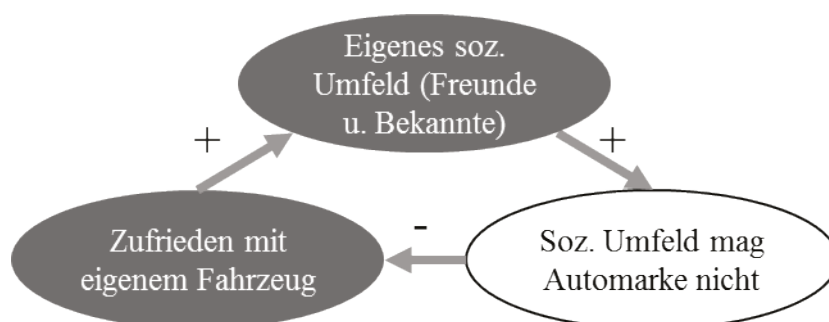 Eigenes soz.
Umfeld (Freunde
u. Bekannte)
+
+
Zufrieden mit
eigenem Fahrzeug
-
Soz. Umfeld mag
Automarke nicht